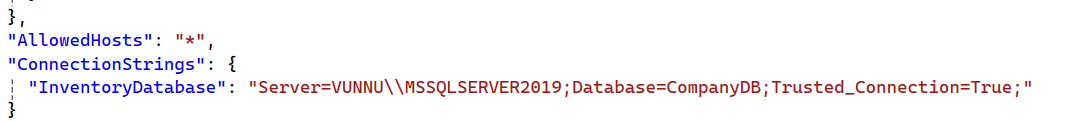 },
"AllowedHosts": "*",
"ConnectionStrings": {
"InventoryDatabase": "Server=VUNNU\\MSSQLSERVER2019;Database=CompanyDB;Trusted_Connection=True;"
}